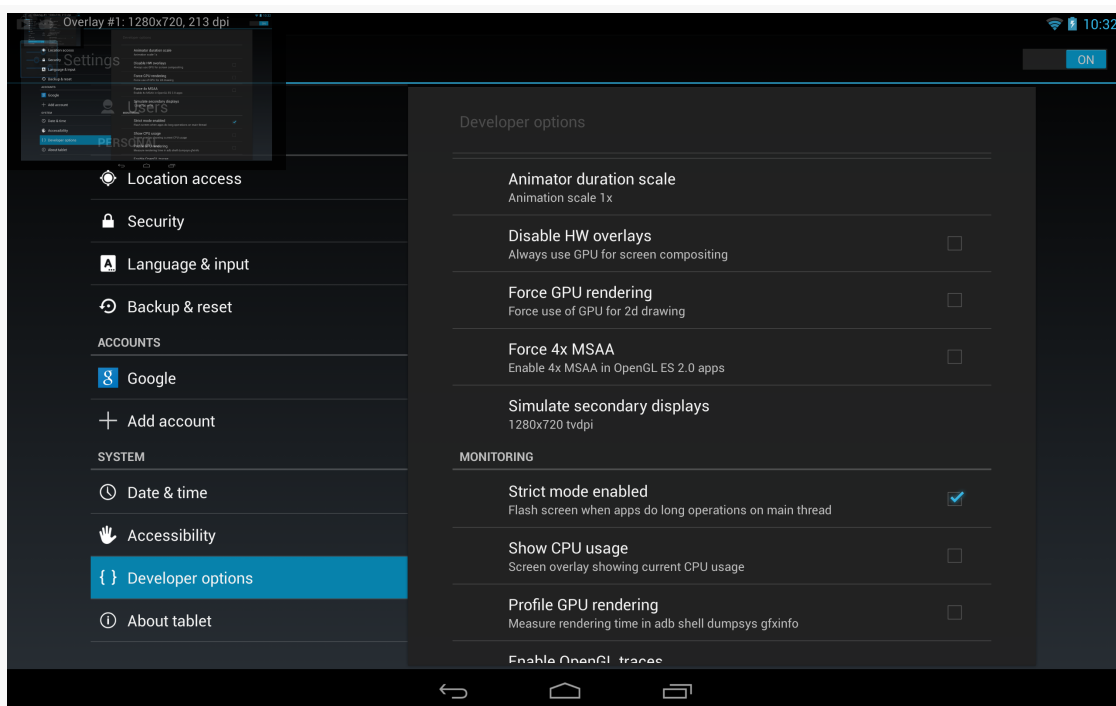 Overlay #1: 1280x720, 213 dpi
10:32
Settings
ON
Users
PERSONAL
Location access
Security
Language & input
Backup & reset
ACCOUNTS
Google
Add account
SYSTEM
Date & time
Accessibility
{ } Developer options
About tablet
Developer options
Animator duration scale
Animation scale 1x
Disable HW overlays
Always use GPU for screen compositing
Force GPU rendering
Force use of GPU for 2d drawing
Force 4x MSAA
Enable 4x MSAA in OpenGL ES 2.0 apps
Simulate secondary displays
1280x720 tvdpi
MONITORING
Strict mode enabled
Flash screen when apps do long operations on main thread
Show CPU usage
Screen overlay showing current CPU usage
Profile GPU rendering
Measure rendering time in adb shell dumpsys gfxinfo
Enable OpenGL traces